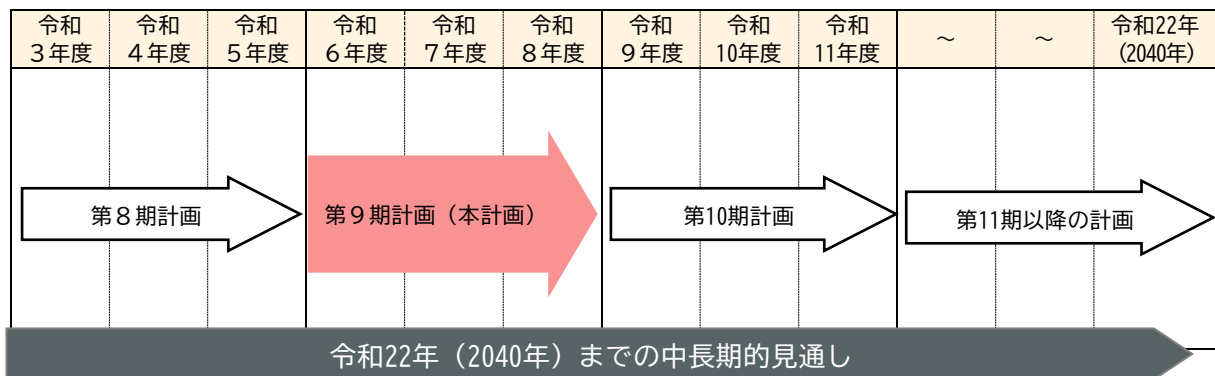 令和
３年度
令和
４年度
令和
５年度
令和
６年度
令和
７年度
令和
８年度
令和
９年度
令和
10年度
令和
11年度
～
～
令和22年
(2040年)
第８期計画
第９期計画（本計画）
第10期計画
第11期以降の計画
令和22年（2040年）までの中長期的見通し